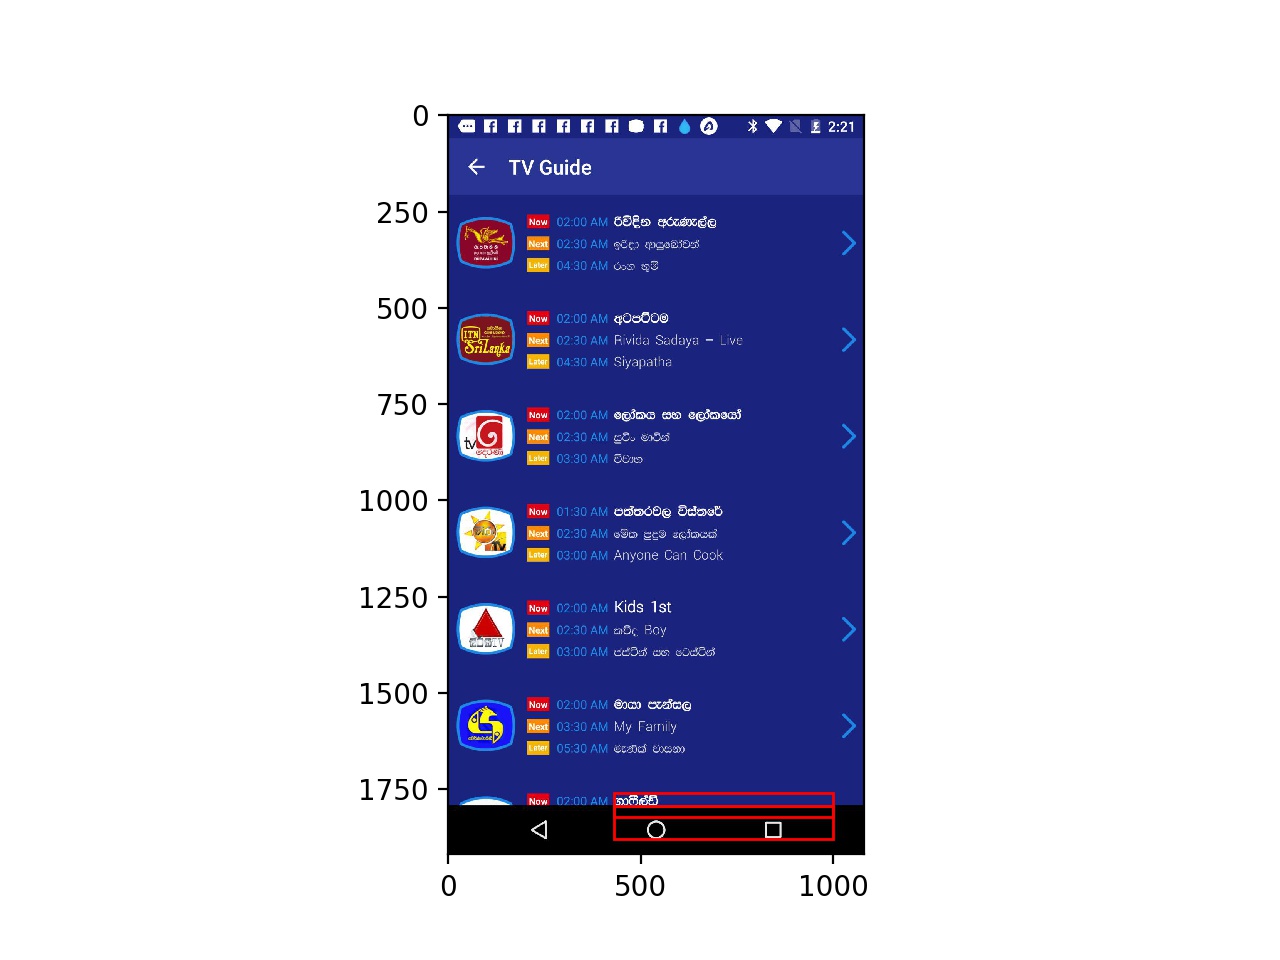 0
2:21
TV Guide
250
Now 02:00 AM රිවිදින අරුණැල්ල
Next 02:30 AM ඉරිදා ආයුබෝවන්
Later 04:30 AM රංග භූමි
500
ITN
Sri Lanka
Now 02:00 AM අටපට්ටම
Next 02:30 AM Rivida Sadaya – Live
Later 04:30 AM Siyapatha
750
Now 02:00 AM ලෝකය සහ ලෝකයෝ
tv
දෙරණ
Next 02:30 AM සුට්ං මාටින්
Later 03:30 AM විවාහ
1000
Now 01:30 AM පත්තරවල විස්තරේ
Next 02:30 AM මේක පුදුම ලෝකයක්
TV
Later 03:00 AM Anyone Can Cook
1250
Now 02:00 AM Kids 1st
Next 02:30 AM කව්ද Boy
Later 03:00 AM ජස්ටින් සහ ටෙස්ටින්
1500
Now 02:00 AM මායා පැන්සල
Next 03:30 AM My Family
Later 05:30 AM මැණික් වාසනා
1750
Now 02:00 AM ගාෆීල්ඩ්
0 500 1000